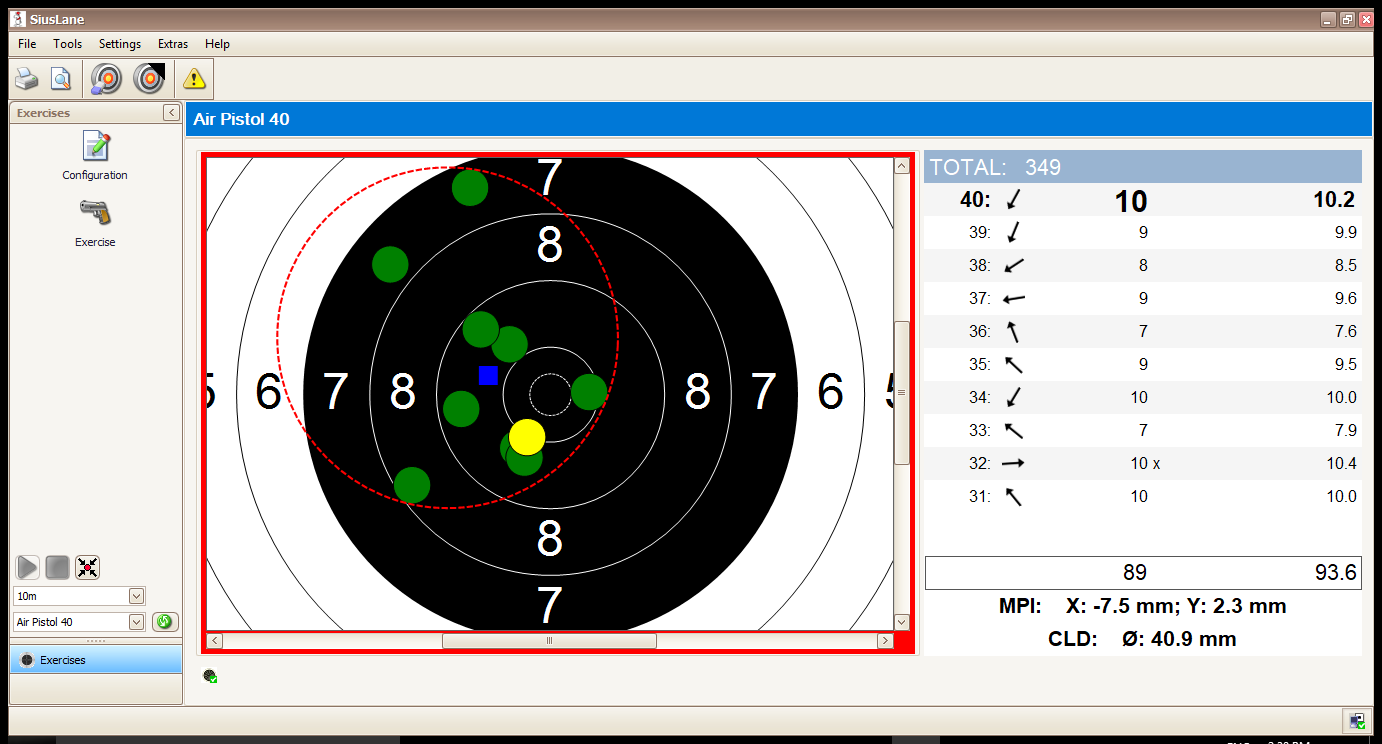 SiusLane
File Tools Settings Extras Help
Exercises
Configuration
Exercise
10m
Air Pistol 40
Exercises
Air Pistol 40
7
8
5 6 7 8 8 7 6 5
8
7
TOTAL: 349
40: 10 10.2
39: 9 9.9
38: 8 8.5
37: 9 9.6
36: 7 7.6
35: 9 9.5
34: 10 10.0
33: 7 7.9
32: 10 x 10.4
31: 10 10.0
89 93.6
MPI: X: -7.5 mm; Y: 2.3 mm
CLD: Ø: 40.9 mm